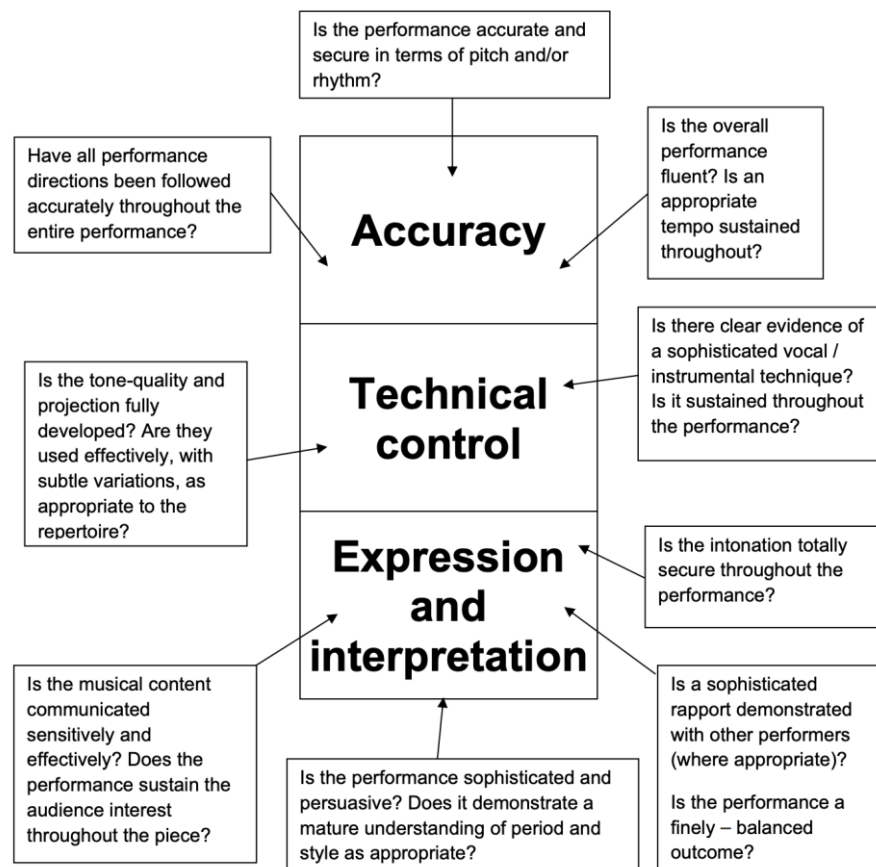 Is the performance accurate and
secure in terms of pitch and/or
rhythm?
Have all performance
directions been followed
accurately throughout the
entire performance?
Is the overall
performance
fluent? Is an
appropriate
tempo sustained
throughout?
Accuracy
Is there clear evidence of
a sophisticated vocal /
instrumental technique?
Is it sustained throughout
the performance?
Is the tone-quality and
projection fully
developed? Are they
used effectively, with
subtle variations, as
appropriate to the
repertoire?
Technical
control
Is the intonation totally
secure throughout the
performance?
Expression
and
interpretation
Is the musical content
communicated
sensitively and
effectively? Does the
performance sustain the
audience interest
throughout the piece?
Is the performance sophisticated and
persuasive? Does it demonstrate a
mature understanding of period and
style as appropriate?
Is a sophisticated
rapport demonstrated
with other performers
(where appropriate)?
Is the performance a
finely – balanced
outcome?